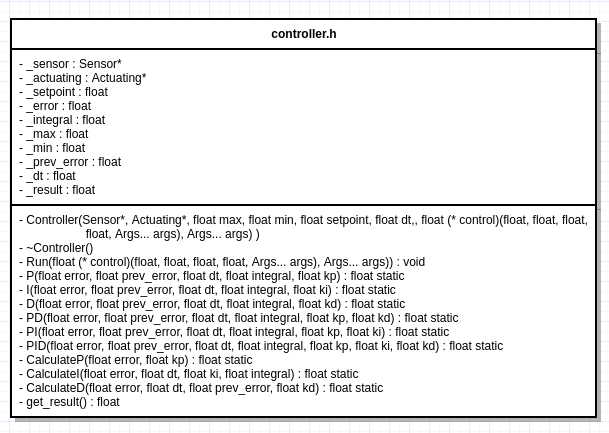 controller.h
- _sensor : Sensor*
- _actuating : Actuating*
- _setpoint : float
- _error : float
- _integral : float
- _max : float
- _min : float
- _prev_error : float
- _dt : float
- _result : float
- Controller(Sensor*, Actuating*, float max, float min, float setpoint, float dt,, float (* control)(float, float, float,
float, Args... args), Args... args) )
- ~Controller()
- Run(float (* control)(float, float, float, float, Args... args), Args... args)) : void
- P(float error, float prev_error, float dt, float integral, float kp) : float static
- I(float error, float prev_error, float dt, float integral, float ki) : float static
- D(float error, float prev_error, float dt, float integral, float kd) : float static
- PD(float error, float prev_error, float dt, float integral, float kp, float kd) : float static
- PI(float error, float prev_error, float dt, float integral, float kp, float ki) : float static
- PID(float error, float prev_error, float dt, float integral, float kp, float ki, float kd) : float static
- CalculateP(float error, float kp) : float static
- CalculateI(float error, float dt, float ki, float integral) : float static
- CalculateD(float error, float dt, float prev_error, float kd) : float static
- get_result() : float